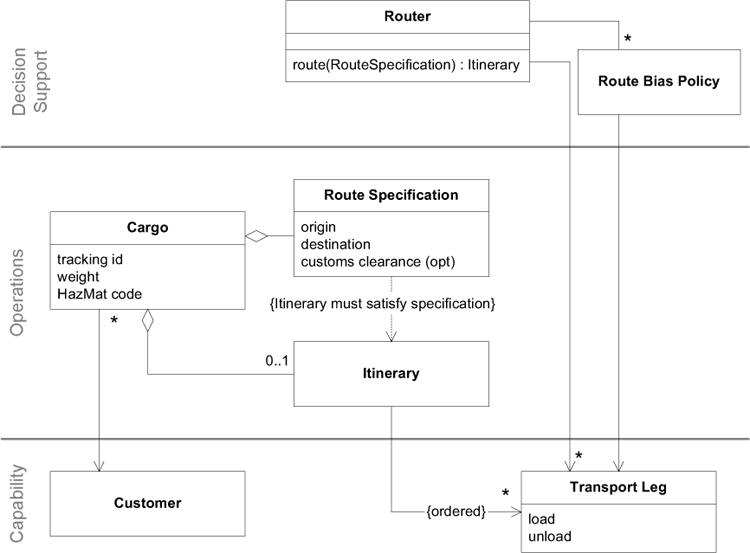 Decision
Support
Router
route(RouteSpecification) : Itinerary
*
Route Bias Policy
Operations
Cargo
tracking id
weight
HazMat code
*
Route Specification
origin
destination
customs clearance (opt)
{Itinerary must satisfy specification}
0..1
Itinerary
Capability
Customer
{ordered}
*
*
Transport Leg
load
unload